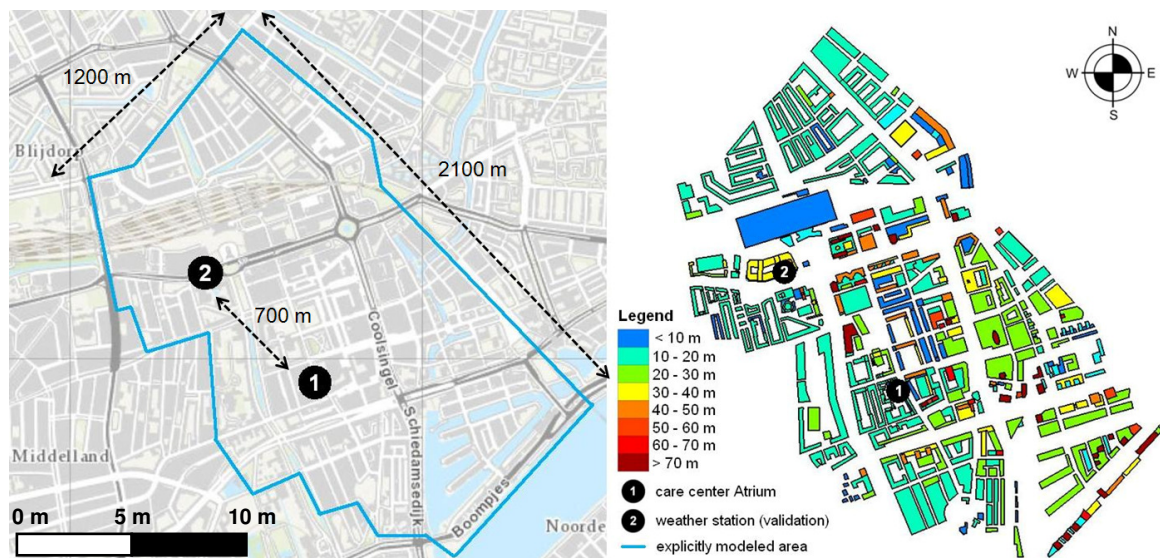 1200 m
Blijdorp
2100 m
2
700 m
1
Coolsingel
Schiedamsedijk
Middelland
Boompjes
Noorde
0 m 5 m 10 m
N
W E
S
2
1
Legend
< 10 m
10 - 20 m
20 - 30 m
30 - 40 m
40 - 50 m
50 - 60 m
60 - 70 m
> 70 m
1 care center Atrium
2 weather station (validation)
explicitly modeled area